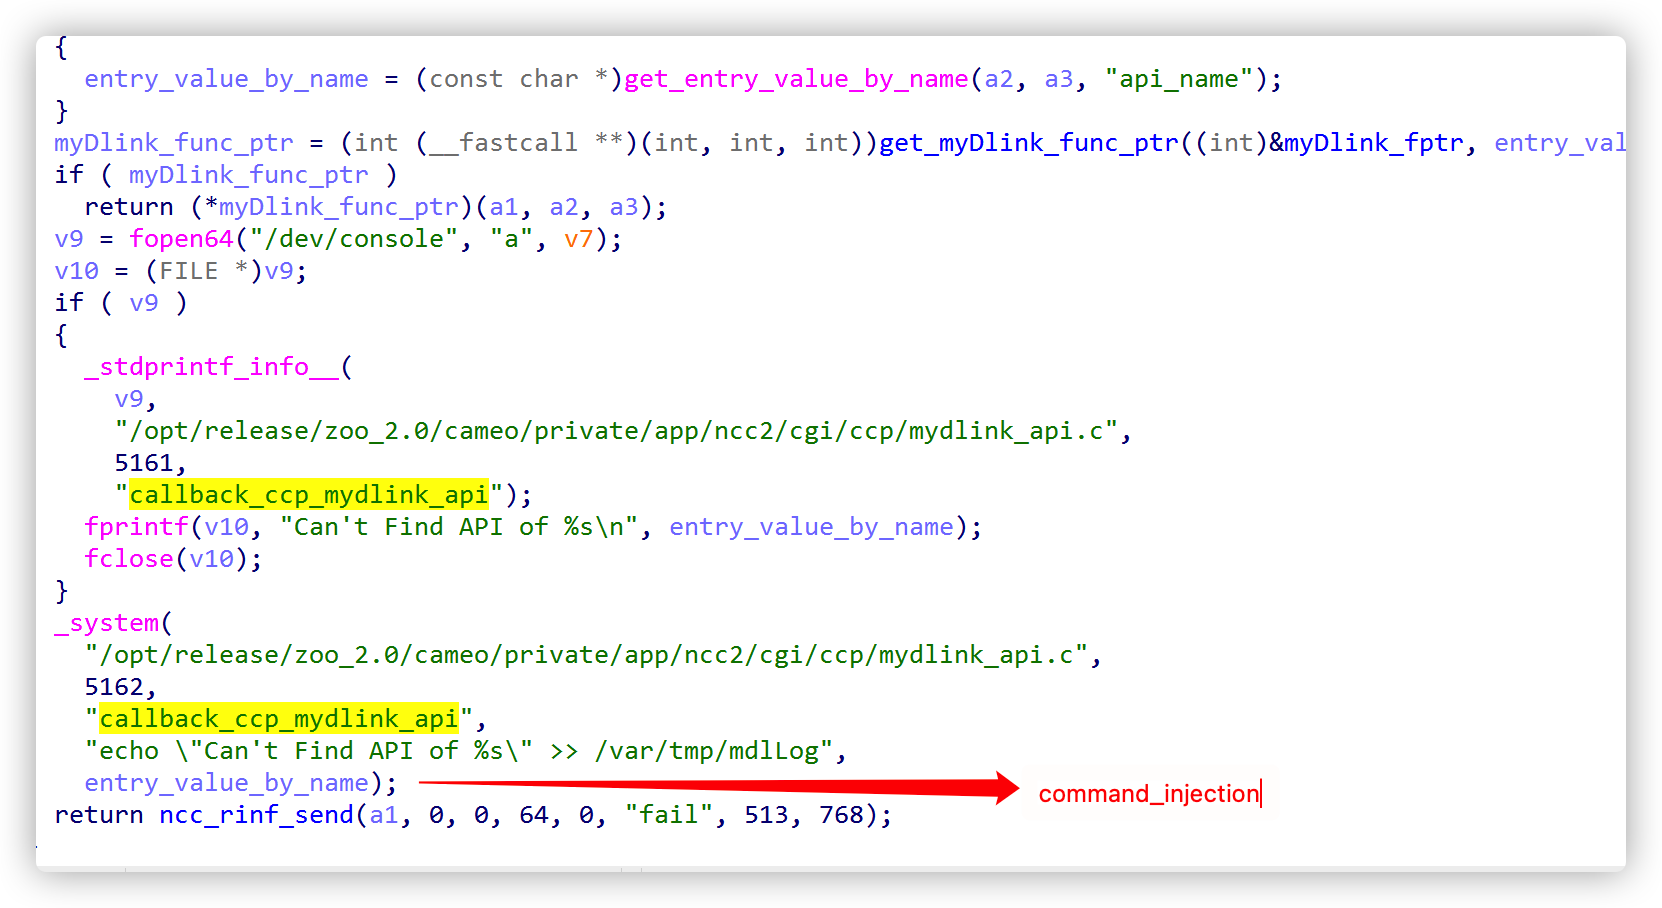 {
  entry_value_by_name = (const char *)get_entry_value_by_name(a2, a3, "api_name");
}
myDlink_func_ptr = (int (__fastcall **)(int, int, int))get_myDlink_func_ptr((int)&myDlink_fptr, entry_val
if ( myDlink_func_ptr )
  return (*myDlink_func_ptr)(a1, a2, a3);
v9 = fopen64("/dev/console", "a", v7);
v10 = (FILE *)v9;
if ( v9 )
{
  _stdprintf_info__(
    v9,
    "/opt/release/zoo_2.0/cameo/private/app/ncc2/cgi/ccp/mydlink_api.c",
    5161,
    "callback_ccp_mydlink_api");
  fprintf(v10, "Can't Find API of %s\n", entry_value_by_name);
  fclose(v10);
}
_system(
  "/opt/release/zoo_2.0/cameo/private/app/ncc2/cgi/ccp/mydlink_api.c",
  5162,
  "callback_ccp_mydlink_api",
  "echo \"Can't Find API of %s\" >> /var/tmp/mdlLog",
  entry_value_by_name);
command_injection
return ncc_rinf_send(a1, 0, 0, 64, 0, "fail", 513, 768);